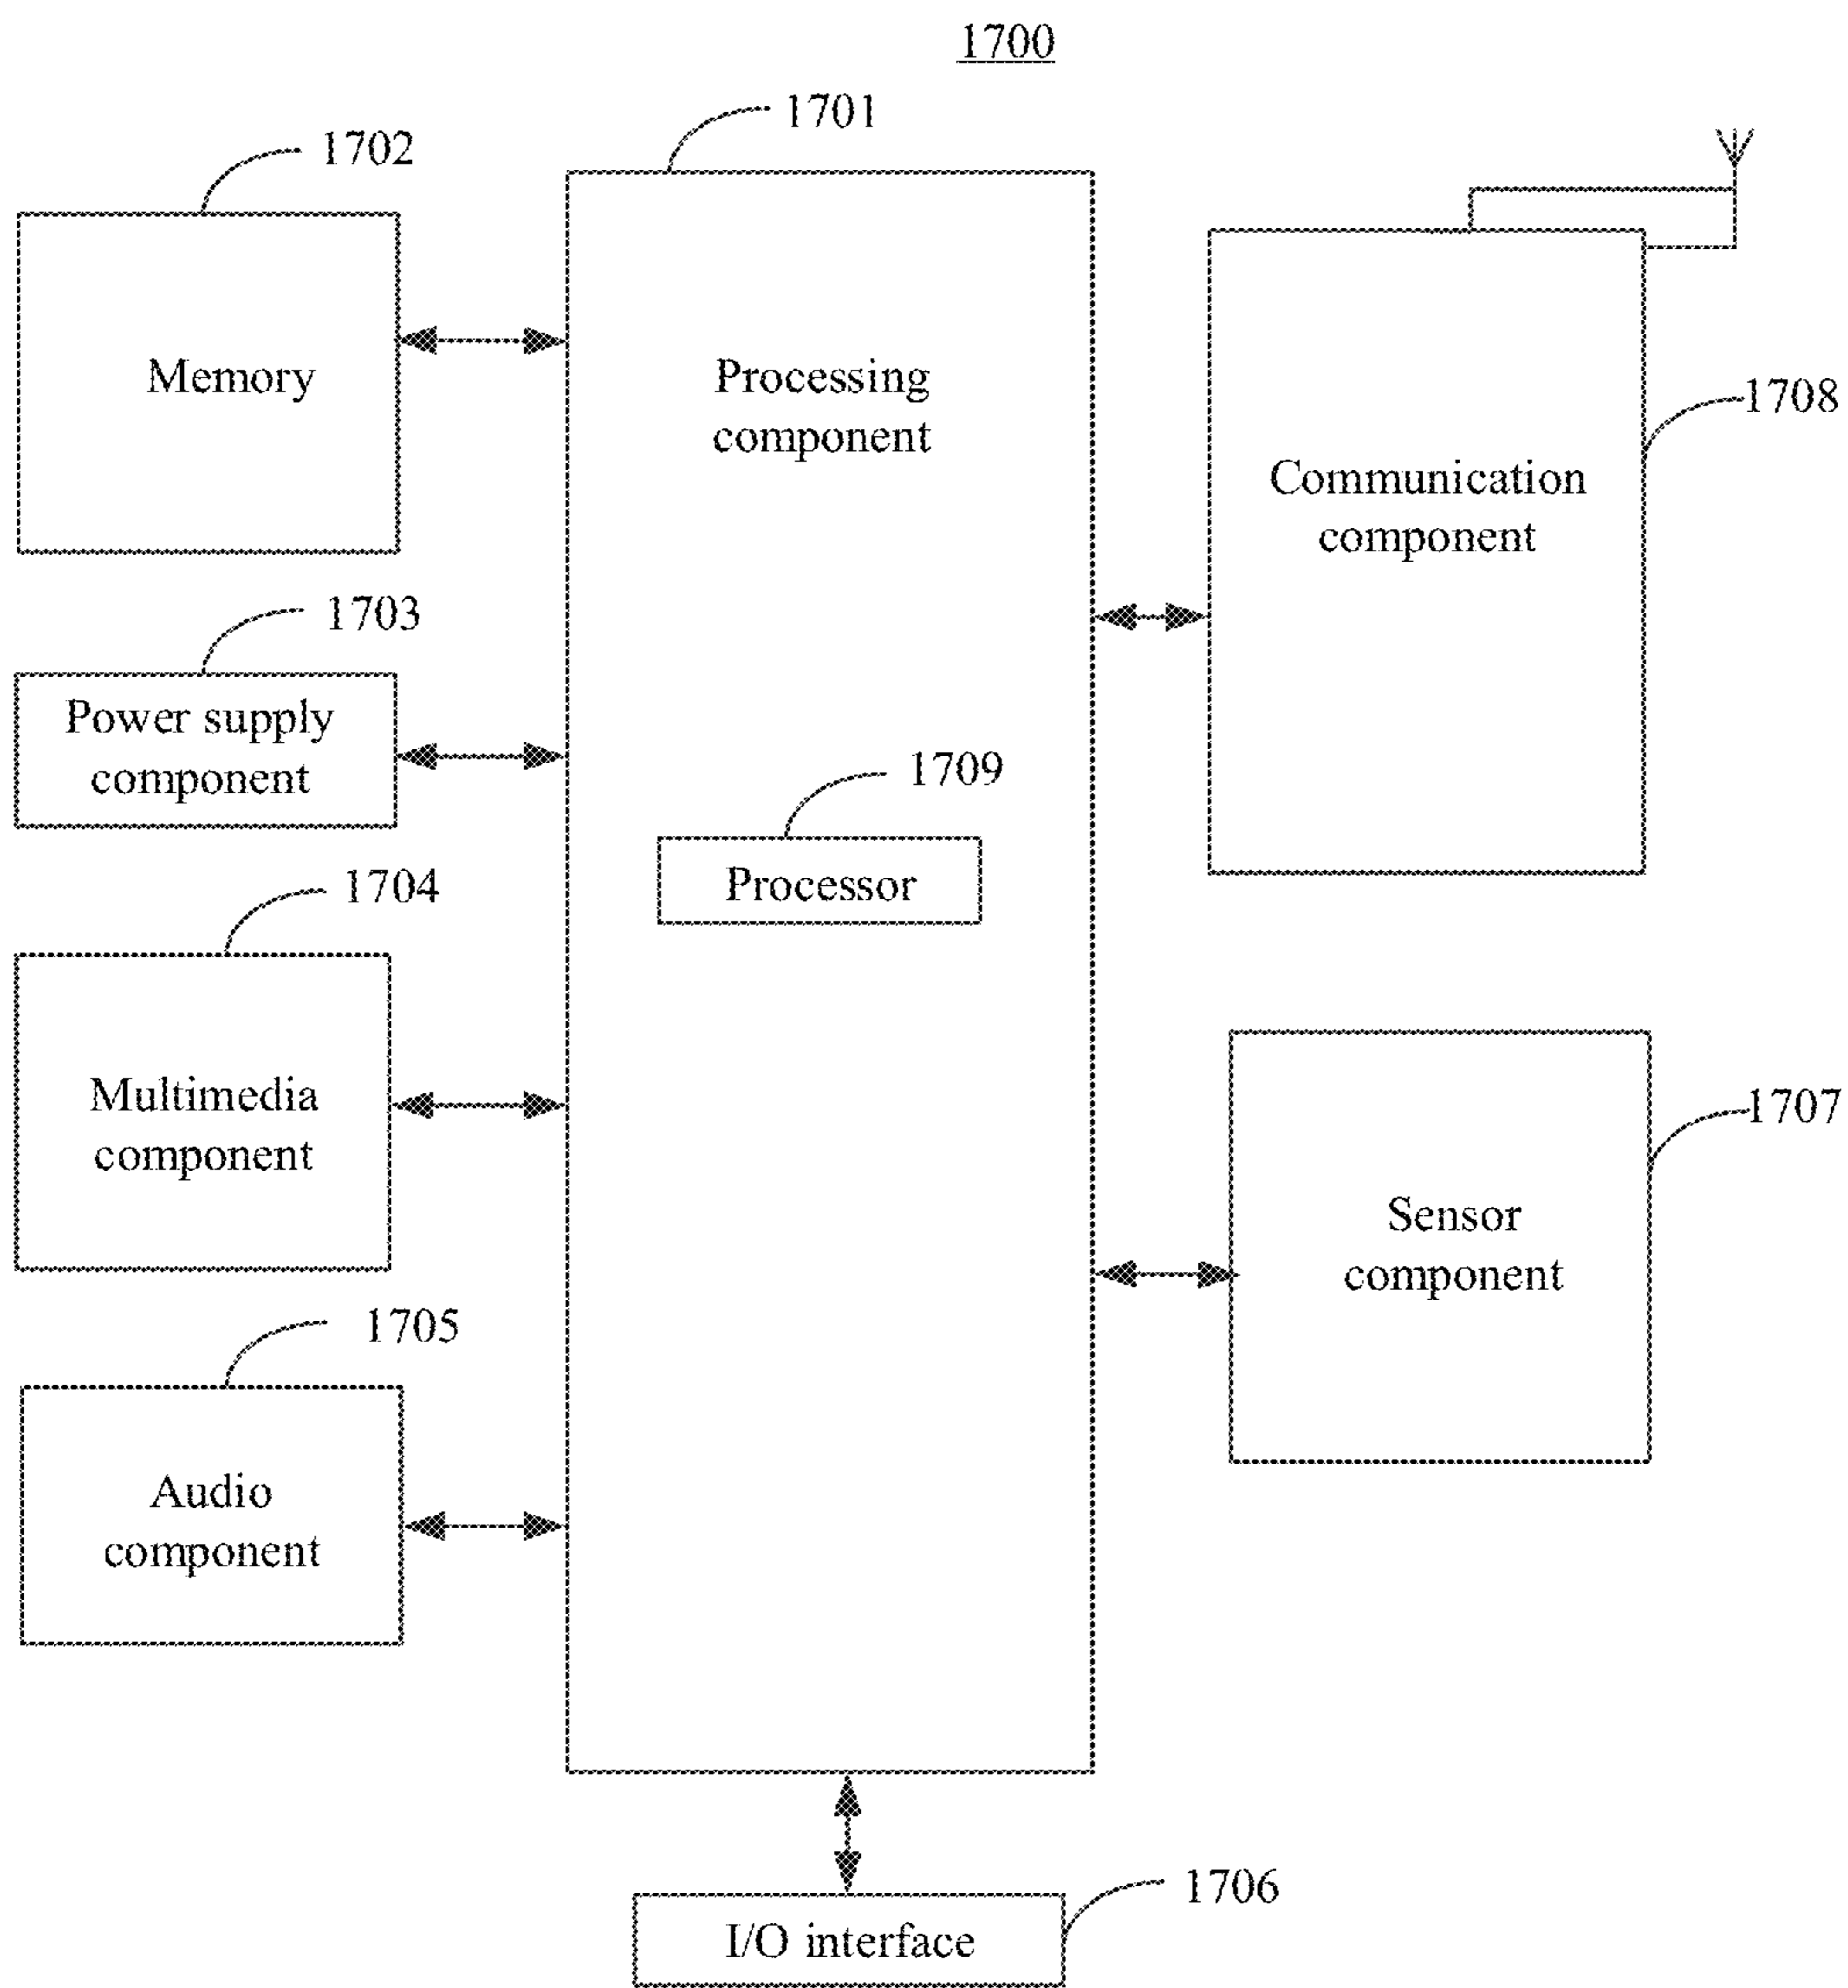 1700
1701
1702
Memory
Processing
component
1708
Communication
component
1703
Power supply
component
1709
Processor
1704
Multimedia
component
1707
Sensor
component
1705
Audio
component
1706
I/O interface